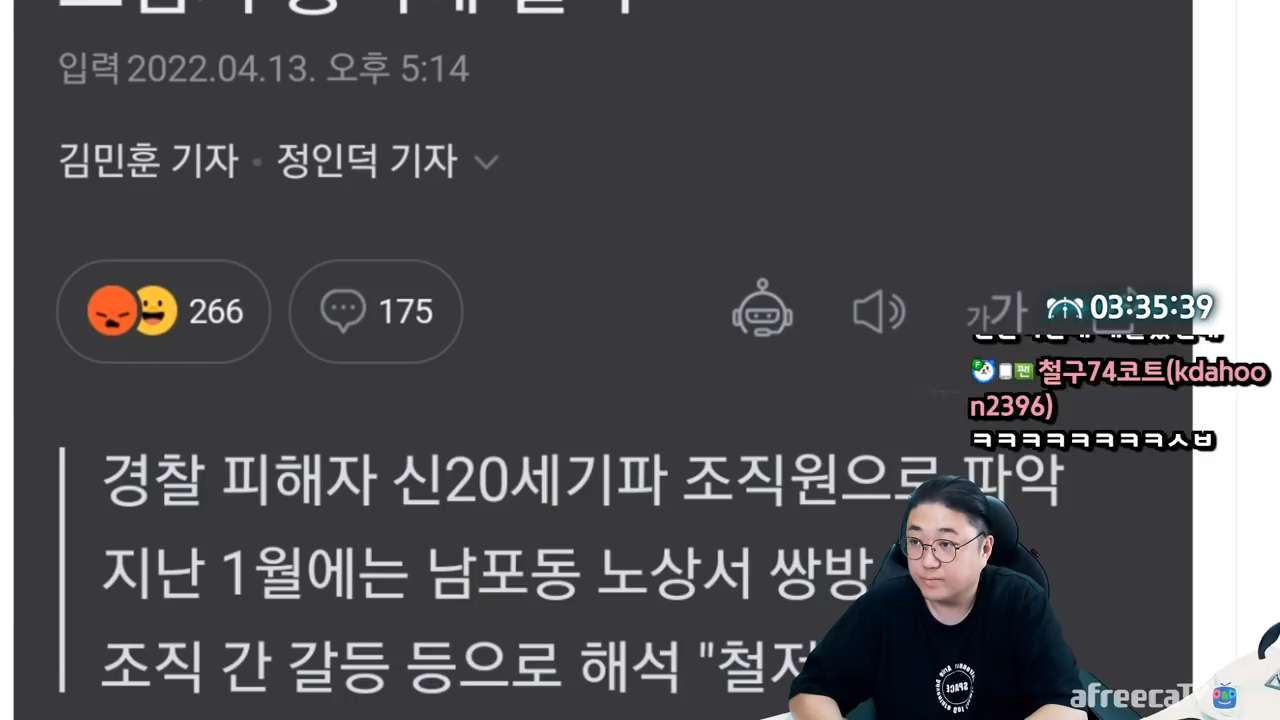 입력 2022.04.13. 오후 5:14
김민훈 기자 · 정인덕 기자
266
175
가가
03:35:39
팬 철구74코트(kdahoo
n2396)
ㅋㅋㅋㅋㅋㅋㅋㅋㅅㅂ
경찰 피해자 신20세기파 조직원으로 파악
지난 1월에는 남포동 노상서 쌍방
조직 간 갈등 등으로 해석 "철저
SPACE
afreecaTV